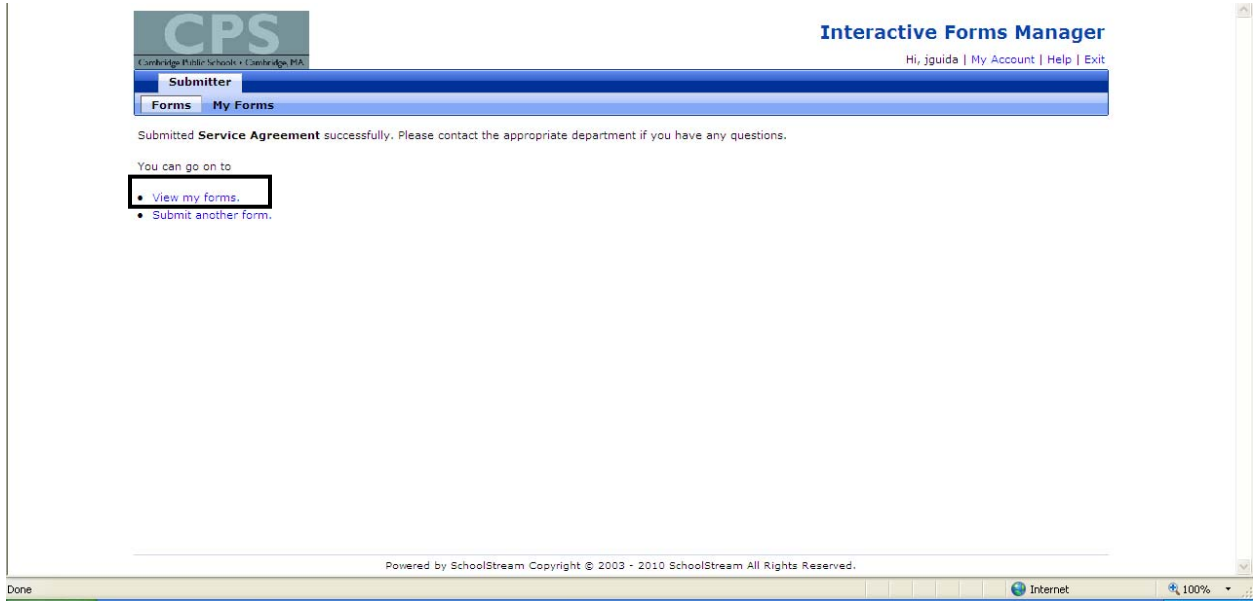 CPS
Cambridge Public Schools • Cambridge, MA
Interactive Forms Manager
Hi, jguida | My Account | Help | Exit
Submitter
Forms My Forms
Submitted Service Agreement successfully. Please contact the appropriate department if you have any questions.
You can go on to
• View my forms.
• Submit another form.
Powered by SchoolStream Copyright © 2003 - 2010 SchoolStream All Rights Reserved.
Done Internet 100%